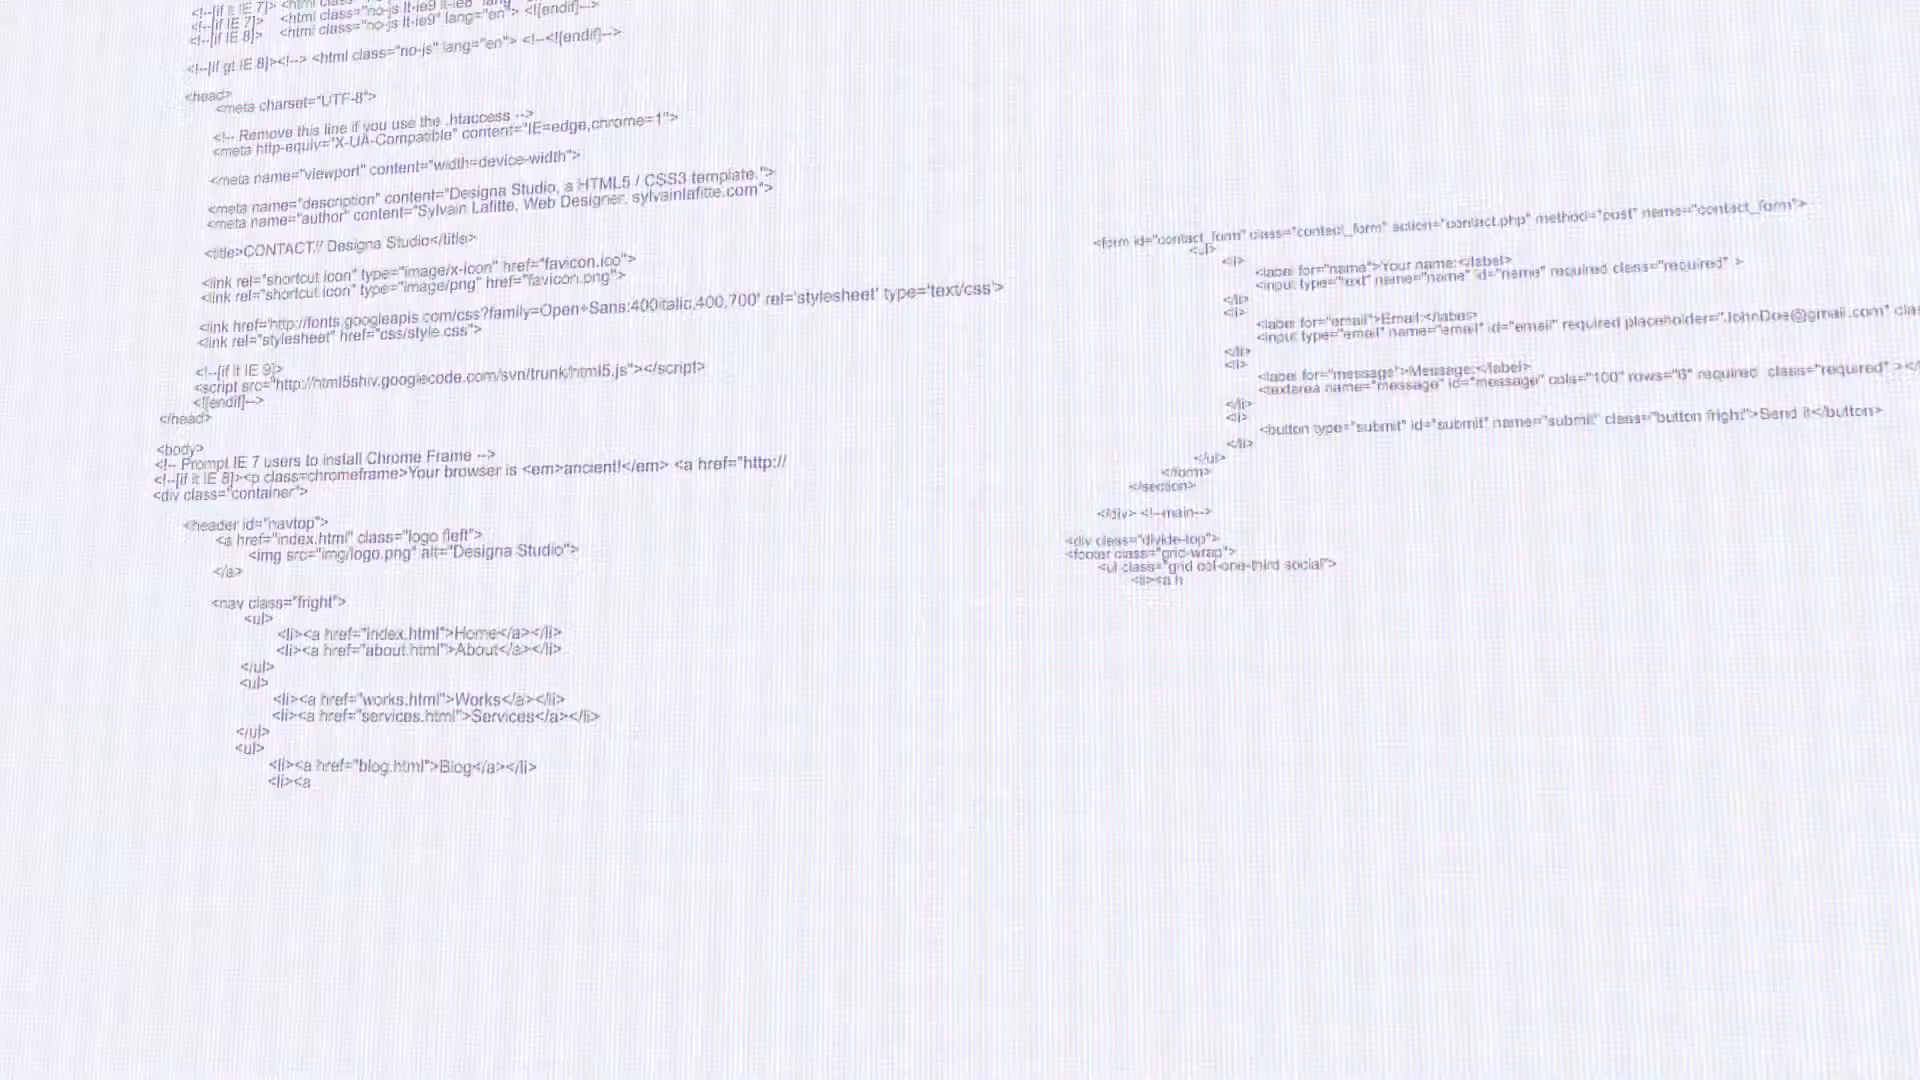 <!--[if IE 7]> <html class="no-js lt-ie9 lt-ie8" lang=
<!--[if IE 8]> <html class="no-js lt-ie9" lang="en"> <![endif]-->
<!--[if gt IE 8]><!--> <html class="no-js" lang="en"> <!--<![endif]-->
<head>
<meta charset="UTF-8">
<!-- Remove this line if you use the .htaccess -->
<meta http-equiv="X-UA-Compatible" content="IE=edge,chrome=1">
<meta name="viewport" content="width=device-width">
<meta name="description" content="Designa Studio, a HTML5 / CSS3 template.">
<meta name="author" content="Sylvain Lafitte, Web Designer, sylvainlafitte.com">
<title>CONTACT// Designa Studio</title>
<link rel="shortcut icon" type="image/x-icon" href="favicon.ico">
<link rel="shortcut icon" type="image/png" href="favicon.png">
<link href='http://fonts.googleapis.com/css?family=Open+Sans:400italic,400,700' rel='stylesheet' type='text/css'>
<link rel="stylesheet" href="css/style.css">
<!--[if lt IE 9]>
<script src="http://html5shiv.googlecode.com/svn/trunk/html5.js"></script>
<![endif]-->
</head>
<body>
<!-- Prompt IE 7 users to install Chrome Frame -->
<!--[if lt IE 8]><p class=chromeframe>Your browser is <em>ancient!</em> <a href="http://
<div class="container">
<header id="navtop">
<a href="index.html" class="logo fleft">
<img src="img/logo.png" alt="Designa Studio">
</a>
<nav class="fright">
<ul>
<li><a href="index.html">Home</a></li>
<li><a href="about.html">About</a></li>
</ul>
<ul>
<li><a href="works.html">Works</a></li>
<li><a href="services.html">Services</a></li>
</ul>
<ul>
<li><a href="blog.html">Blog</a></li>
<li><a
<form id="contact_form" class="contact_form" action="contact.php" method="post" name="contact_form">
<ul>
<li>
<label for="name">Your name:</label>
<input type="text" name="name" id="name" required class="required" >
</li>
<li>
<label for="email">Email:</label>
<input type="email" name="email" id="email" required placeholder="JohnDoe@gmail.com" clas
</li>
<li>
<label for="message">Message:</label>
<textarea name="message" id="message" cols="100" rows="6" required class="required" ></
</li>
<li>
<button type="submit" id="submit" name="submit" class="button fright">Send it</button>
</li>
</ul>
</form>
</section>
</div> <!--main-->
<div class="divide-top">
<footer class="grid-wrap">
<ul class="grid col-one-third social">
<li><a h